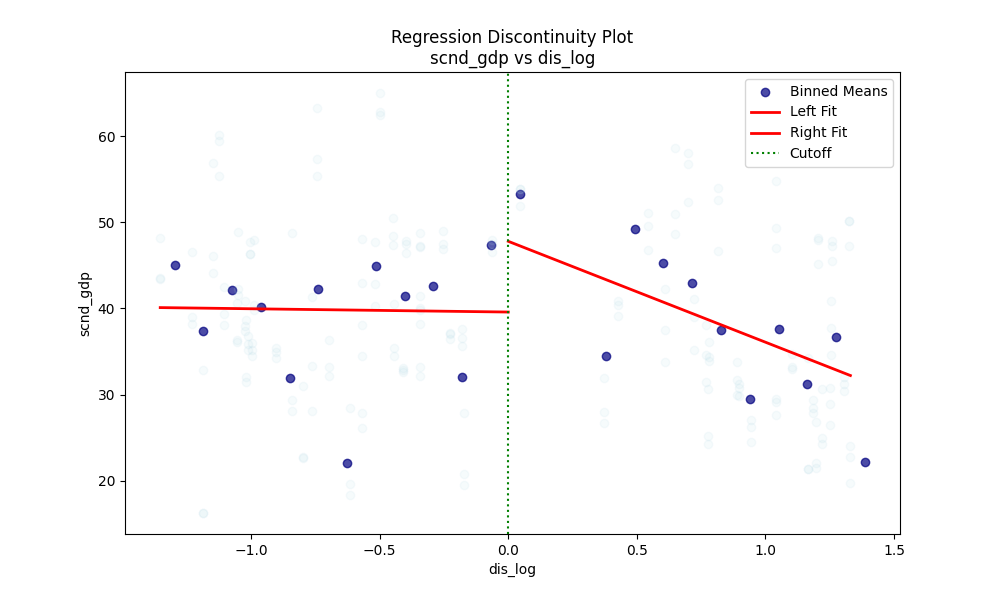 Regression Discontinuity Plot
scnd_gdp vs dis_log
Binned Means
Left Fit
Right Fit
Cutoff
scnd_gdp
60
50
40
30
20
−1.0
−0.5
0.0
0.5
1.0
1.5
dis_log